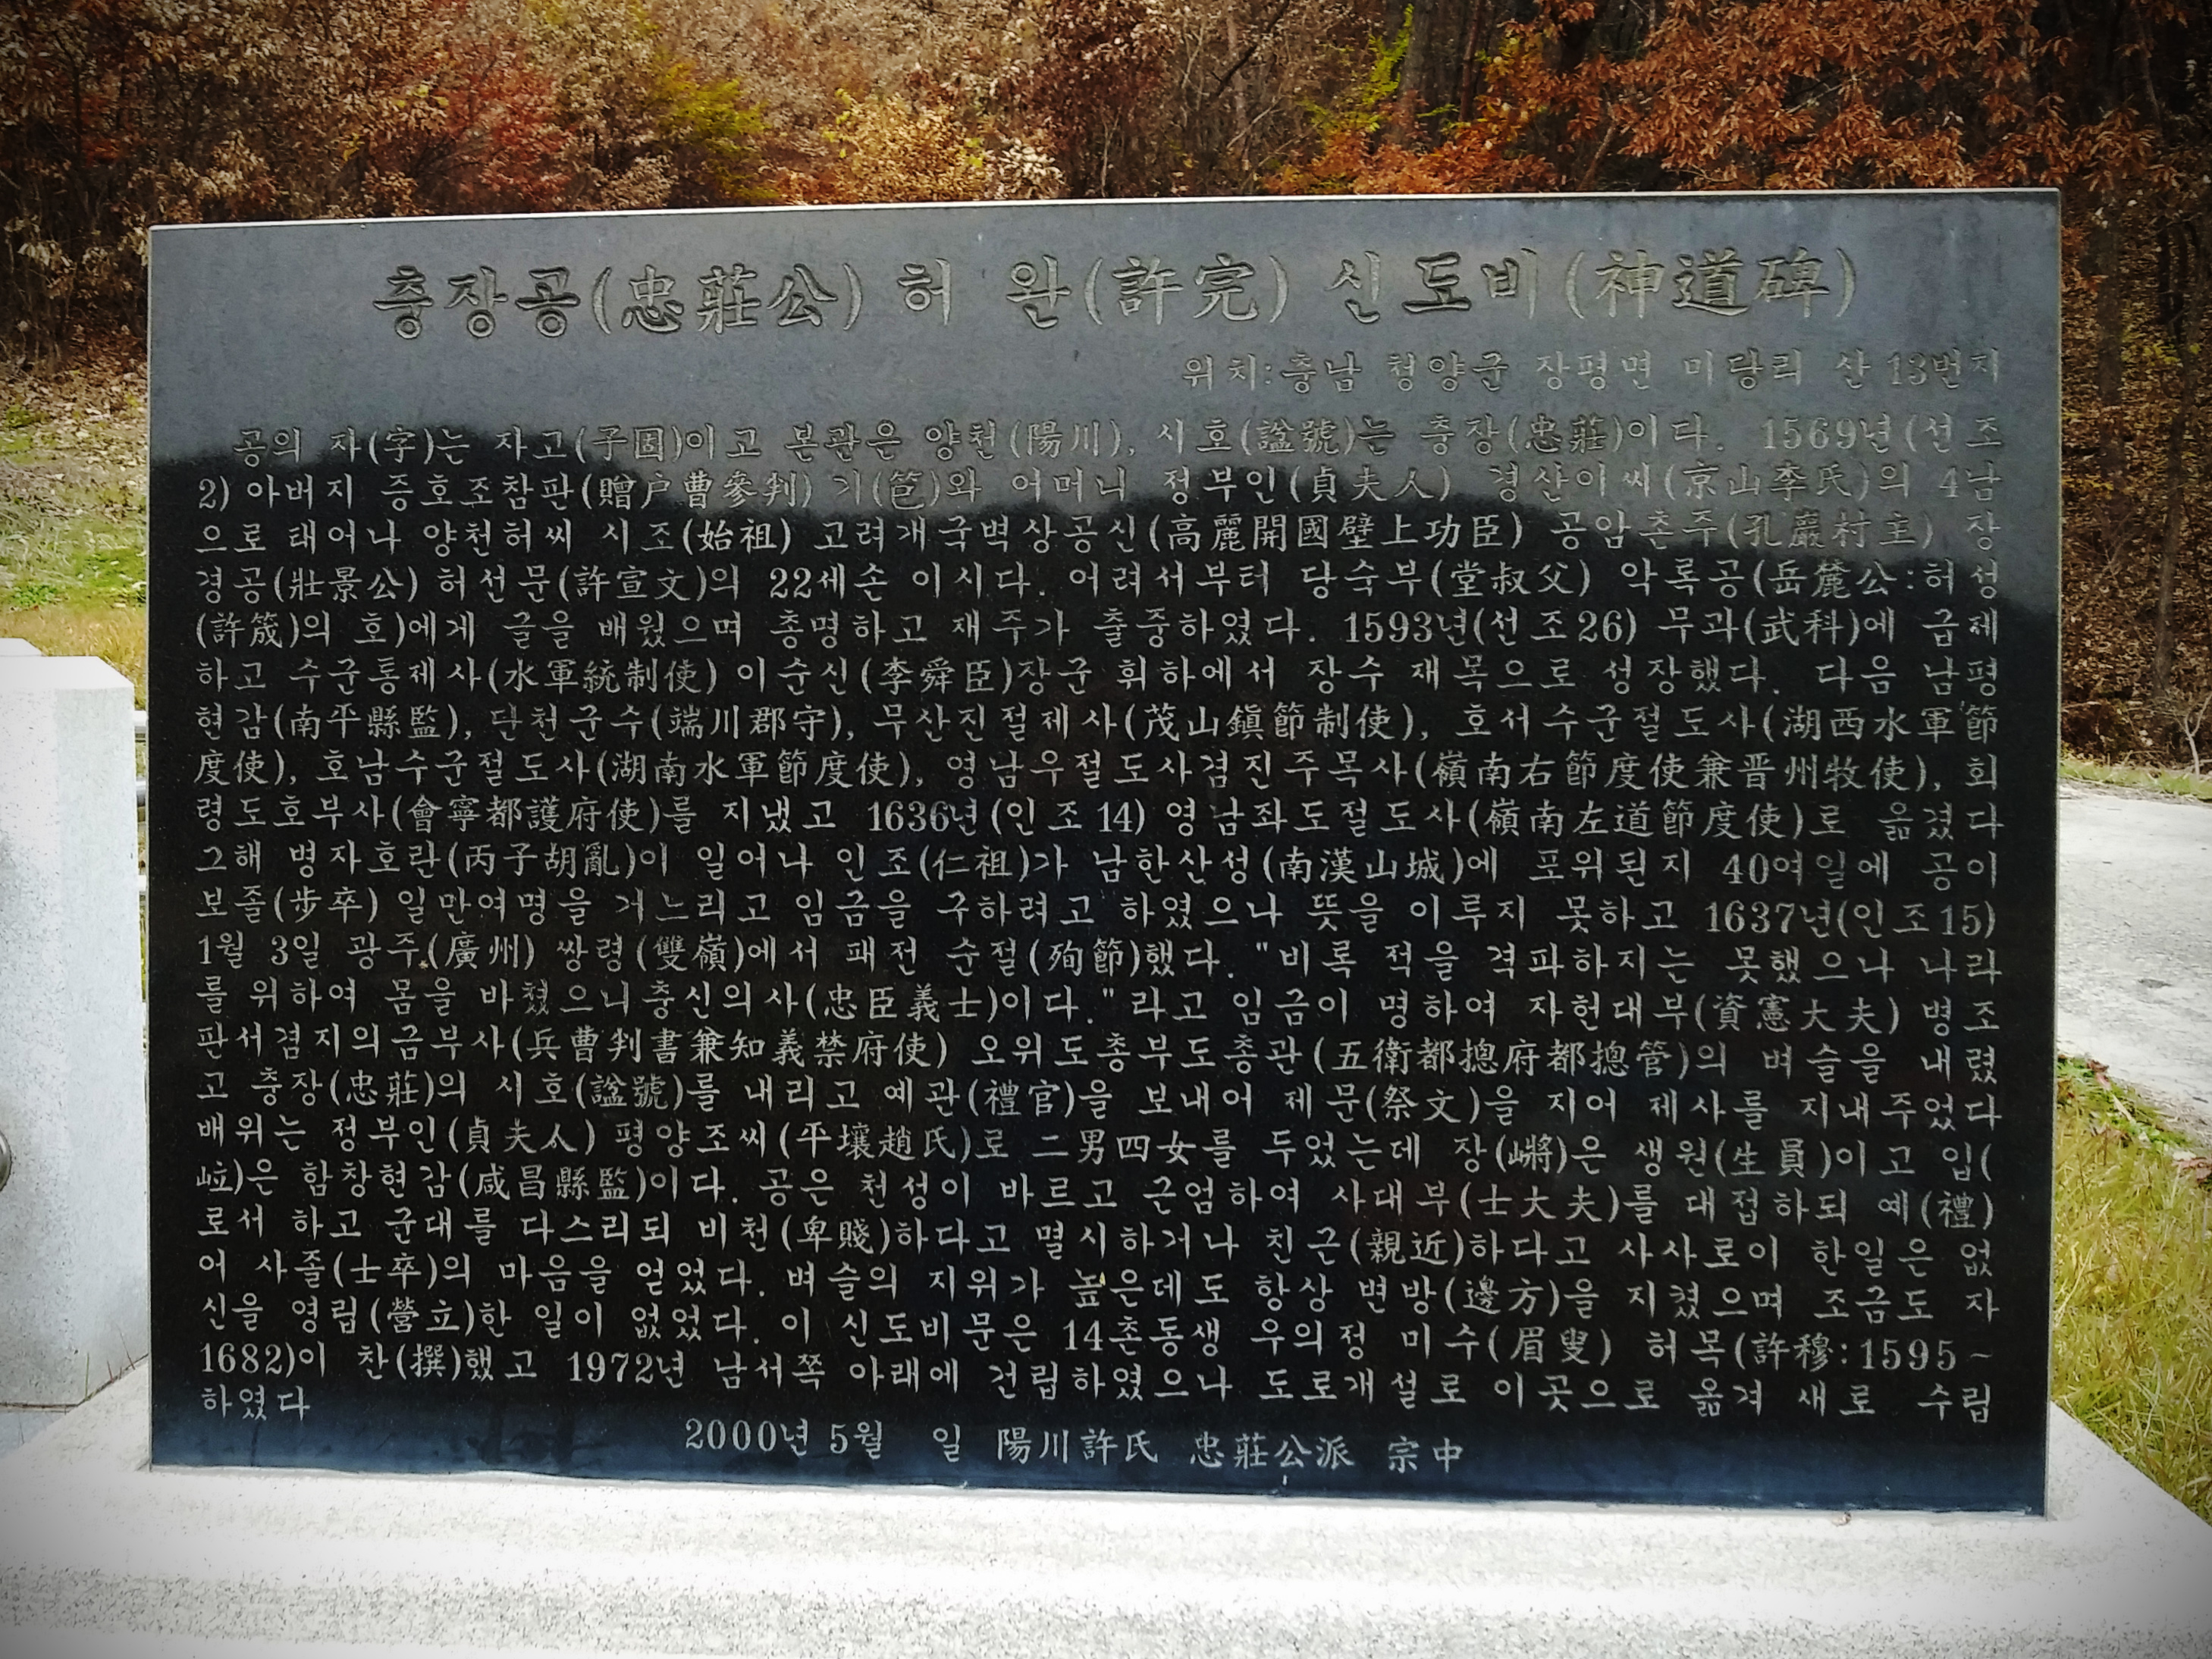 충장공(忠莊公) 허 완(許完) 신도비(神道碑)
위치:충남 청양군 장평면 미당리 산 13번지
공의 자(字)는 자고(子固)이고 본관은 양천(陽川), 시호(諡號)는 충장(忠莊)이다. 1569년(선조
2) 아버지 증호조참판(贈户曹參判) 기(芑)와 어머니 정부인(貞夫人) 경산이씨(京山李氏)의 4남
으로 태어나 양천허씨 시조(始祖) 고려개국벽상공신(高麗開國壁上功臣) 공암촌주(孔巖村主) 장
경공(壯景公) 허선문(許宣文)의 22세손 이시다. 어려서부터 당숙부(堂叔父) 악록공(岳麓公:허성
(許筬)의 호)에게 글을 배웠으며 총명하고 재주가 출중하였다. 1593년(선조26) 무과(武科)에 급제
하고 수군통제사(水軍統制使) 이순신(李舜臣)장군 휘하에서 장수 재목으로 성장했다. 다음 남평
현감(南平縣監), 단천군수(端川郡守), 무산진절제사(茂山鎭節制使), 호서수군절도사(湖西水軍節
度使), 호남수군절도사(湖南水軍節度使), 영남우절도사겸진주목사(嶺南右節度使兼晋州牧使), 회
령도호부사(會寧都護府使)를 지냈고 1636년(인조14) 영남좌도절도사(嶺南左道節度使)로 옮겼다
그해 병자호란(丙子胡亂)이 일어나 인조(仁祖)가 남한산성(南漢山城)에 포위된지 40여일에 공이
보졸(步卒) 일만여명을 거느리고 임금을 구하려고 하였으나 뜻을 이루지 못하고 1637년(인조15)
1월 3일 광주(廣州) 쌍령(雙嶺)에서 패전 순절(殉節)했다. "비록 적을 격파하지는 못했으나 나라
를 위하여 몸을 바쳤으니충신의사(忠臣義士)이다." 라고 임금이 명하여 자헌대부(資憲大夫) 병조
판서겸지의금부사(兵曹判書兼知義禁府使) 오위도총부도총관(五衛都摠府都摠管)의 벼슬을 내렸
고 충장(忠莊)의 시호(諡號)를 내리고 예관(禮官)을 보내어 제문(祭文)을 지어 제사를 지내주었다
배위는 정부인(貞夫人) 평양조씨(平壤趙氏)로 二男四女를 두었는데 장(嶈)은 생원(生員)이고 입(
岦)은 함창현감(咸昌縣監)이다. 공은 천성이 바르고 근엄하여 사대부(士大夫)를 대접하되 예(禮)
로서 하고 군대를 다스리되 비천(卑賤)하다고 멸시하거나 친근(親近)하다고 사사로이 한일은 없
어 사졸(士卒)의 마음을 얻었다. 벼슬의 지위가 높은데도 항상 변방(邊方)을 지켰으며 조금도 자
신을 영립(營立)한 일이 없었다. 이 신도비문은 14촌동생 우의정 미수(眉叟) 허목(許穆:1595~
1682)이 찬(撰)했고 1972년 남서쪽 아래에 건립하였으나 도로개설로 이곳으로 옮겨 새로 수립
하였다
2000년 5월 일 陽川許氏 忠莊公派 宗中